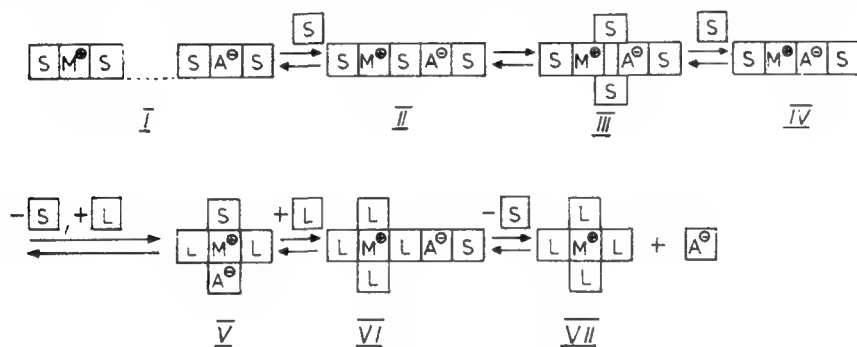 S
S M⊕ S S A⊖ S S M⊕ S A⊖ S S M⊕ A⊖ S S M⊕ A⊖ S
S
S
S
I II III IV
- S , + L S + L L - S L
L M⊕ L L M⊕ L A⊖ S L M⊕ L + A⊖
A⊖ L L
V VI VII